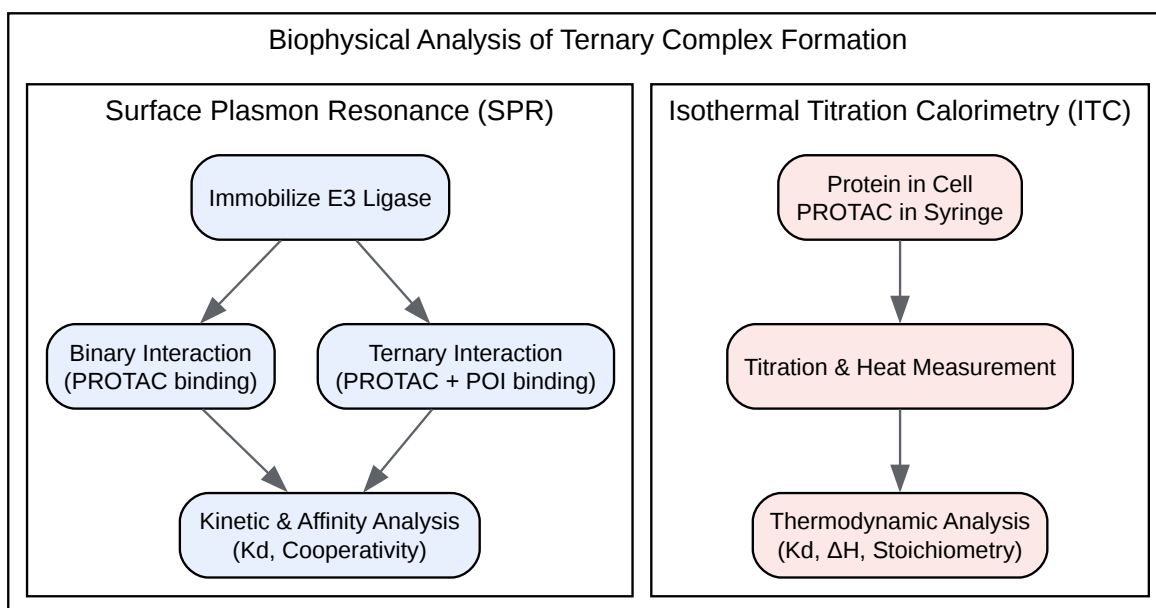 Biophysical Analysis of Ternary Complex Formation
Surface Plasmon Resonance (SPR)
Immobilize E3 Ligase
Binary Interaction
(PROTAC binding)
Ternary Interaction
(PROTAC + POI binding)
Kinetic & Affinity Analysis
(Kd, Cooperativity)
Isothermal Titration Calorimetry (ITC)
Protein in Cell
PROTAC in Syringe
Titration & Heat Measurement
Thermodynamic Analysis
(Kd, ΔH, Stoichiometry)